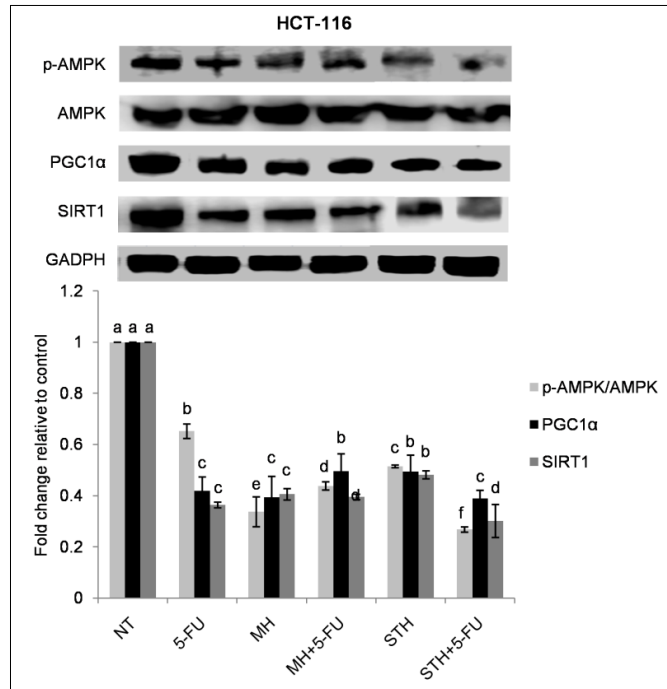 HCT-116
p-AMPK
AMPK
PGC1α
SIRT1
GADPH
Fold change relative to control
1.2
1
0.8
0.6
0.4
0.2
0
a a a
b c c
e c c
d b d
c b b
f c d
NT
5-FU
MH
MH+5-FU
STH
STH+5-FU
p-AMPK/AMPK
PGC1α
SIRT1